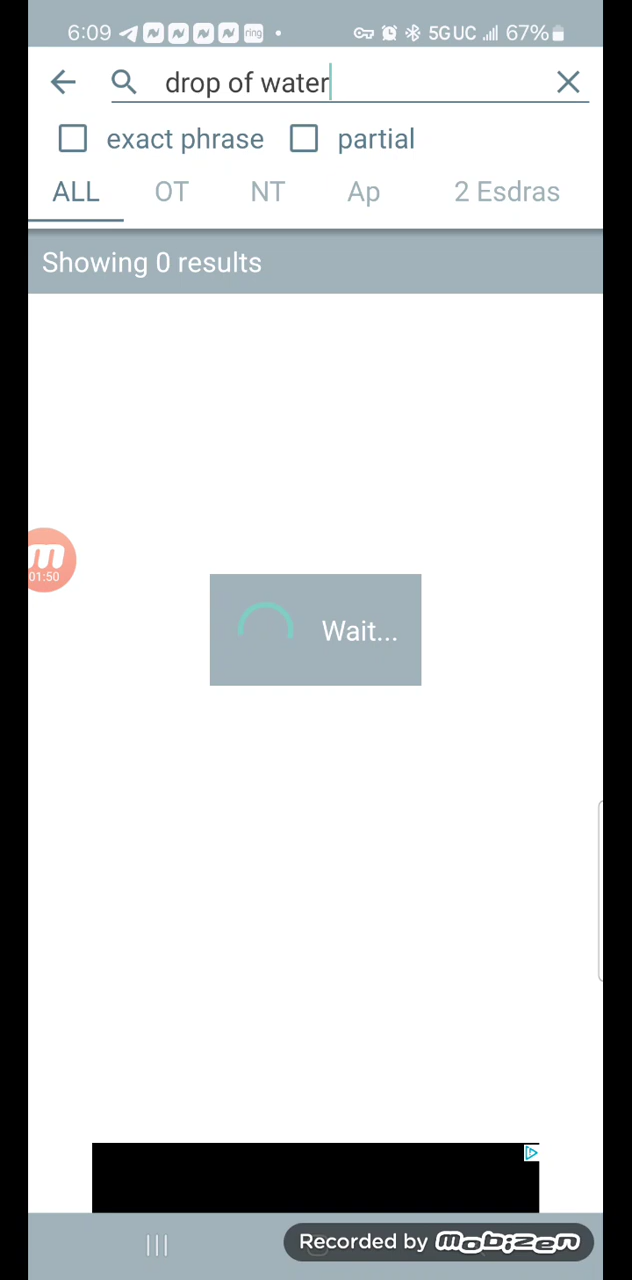 6:09 ring 5G UC 67%
drop of water
exact phrase partial
ALL OT NT Ap 2 Esdras
Showing 0 results
01:50
Wait...
Recorded by mobizen